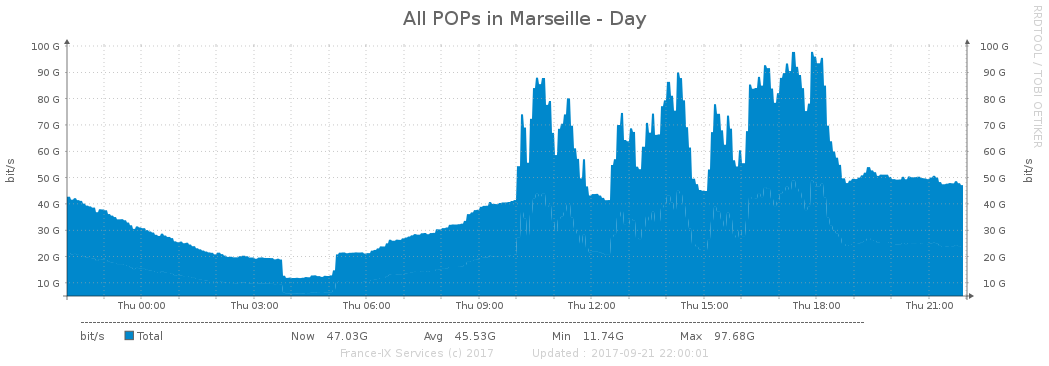 All POPs in Marseille - Day
RRDTOOL / TOBI OETIKER
bit/s
100 G
90 G
80 G
70 G
60 G
50 G
40 G
30 G
20 G
10 G
100 G
90 G
80 G
70 G
60 G
50 G
40 G
30 G
20 G
10 G
bit/s
Thu 00:00 Thu 03:00 Thu 06:00 Thu 09:00 Thu 12:00 Thu 15:00 Thu 18:00 Thu 21:00
bit/s Total Now 47.03G Avg 45.53G Min 11.74G Max 97.68G
France-IX Services (c) 2017 Updated : 2017-09-21 22:00:01